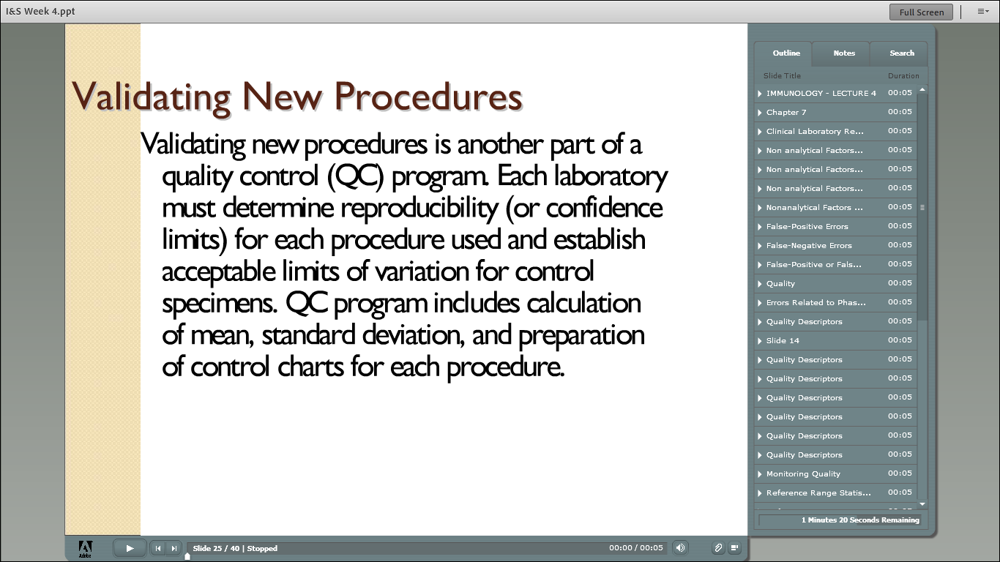 I&S Week 4.ppt
Full Screen
Validating New Procedures
Validating new procedures is another part of a
quality control (QC) program. Each laboratory
must determine reproducibility (or confidence
limits) for each procedure used and establish
acceptable limits of variation for control
specimens. QC program includes calculation
of mean, standard deviation, and preparation
of control charts for each procedure.
Outline Notes Search
Slide Title Duration
IMMUNOLOGY - LECTURE 4 00:05
Chapter 7 00:05
Clinical Laboratory Re... 00:05
Non analytical Factors... 00:05
Non analytical Factors... 00:05
Non analytical Factors... 00:05
Nonanalytical Factors ... 00:05
False-Positive Errors 00:05
False-Negative Errors 00:05
False-Positive or Fals... 00:05
Quality 00:05
Errors Related to Phas... 00:05
Quality Descriptors 00:05
Slide 14 00:05
Quality Descriptors 00:05
Quality Descriptors 00:05
Quality Descriptors 00:05
Quality Descriptors 00:05
Quality Descriptors 00:05
Quality Descriptors 00:05
Monitoring Quality 00:05
Reference Range Statis... 00:05
1 Minutes 20 Seconds Remaining
Adobe
Slide 25 / 40 | Stopped 00:00 / 00:05